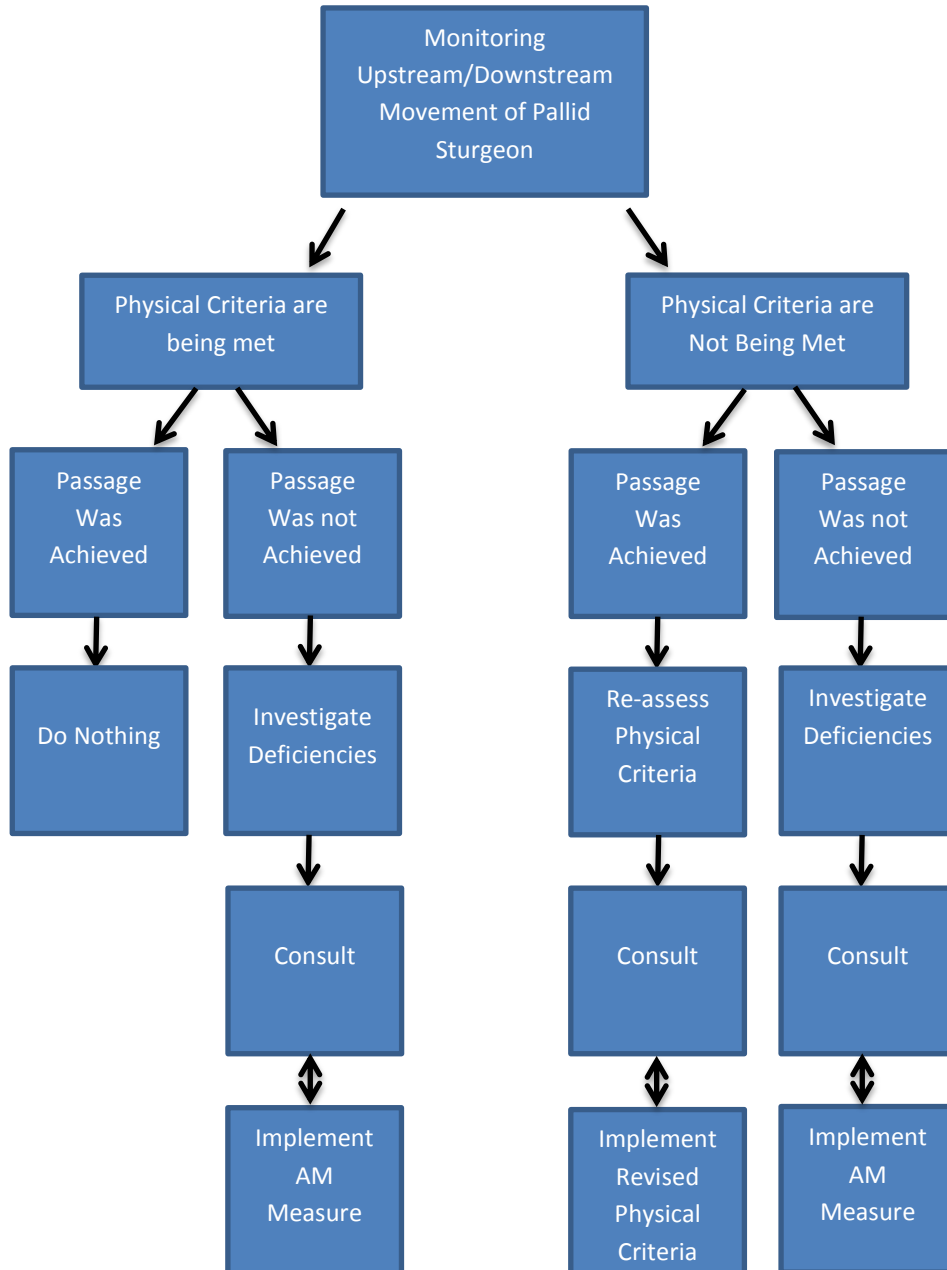 Monitoring
Upstream/Downstream
Movement of Pallid
Sturgeon
Physical Criteria are
being met
Physical Criteria are
Not Being Met
Passage
Was
Achieved
Passage
Was not
Achieved
Passage
Was
Achieved
Passage
Was not
Achieved
Do Nothing
Investigate
Deficiencies
Re-assess
Physical
Criteria
Investigate
Deficiencies
Consult
Consult
Consult
Implement
AM
Measure
Implement
Revised
Physical
Criteria
Implement
AM
Measure